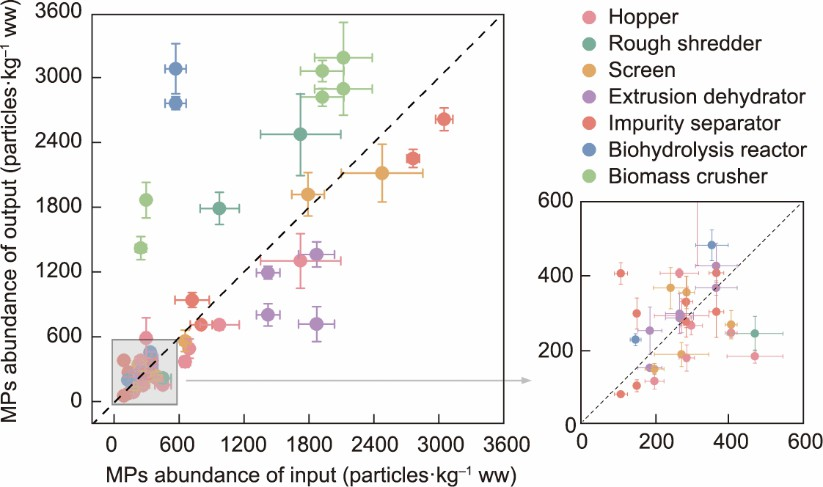 MPs abundance of output (particles·kg⁻¹ ww)
3600
3000
2400
1800
1200
600
0
0 600 1200 1800 2400 3000 3600
MPs abundance of input (particles·kg⁻¹ ww)
Hopper
Rough shredder
Screen
Extrusion dehydrator
Impurity separator
Biohydrolysis reactor
Biomass crusher
600
400
200
0
0 200 400 600